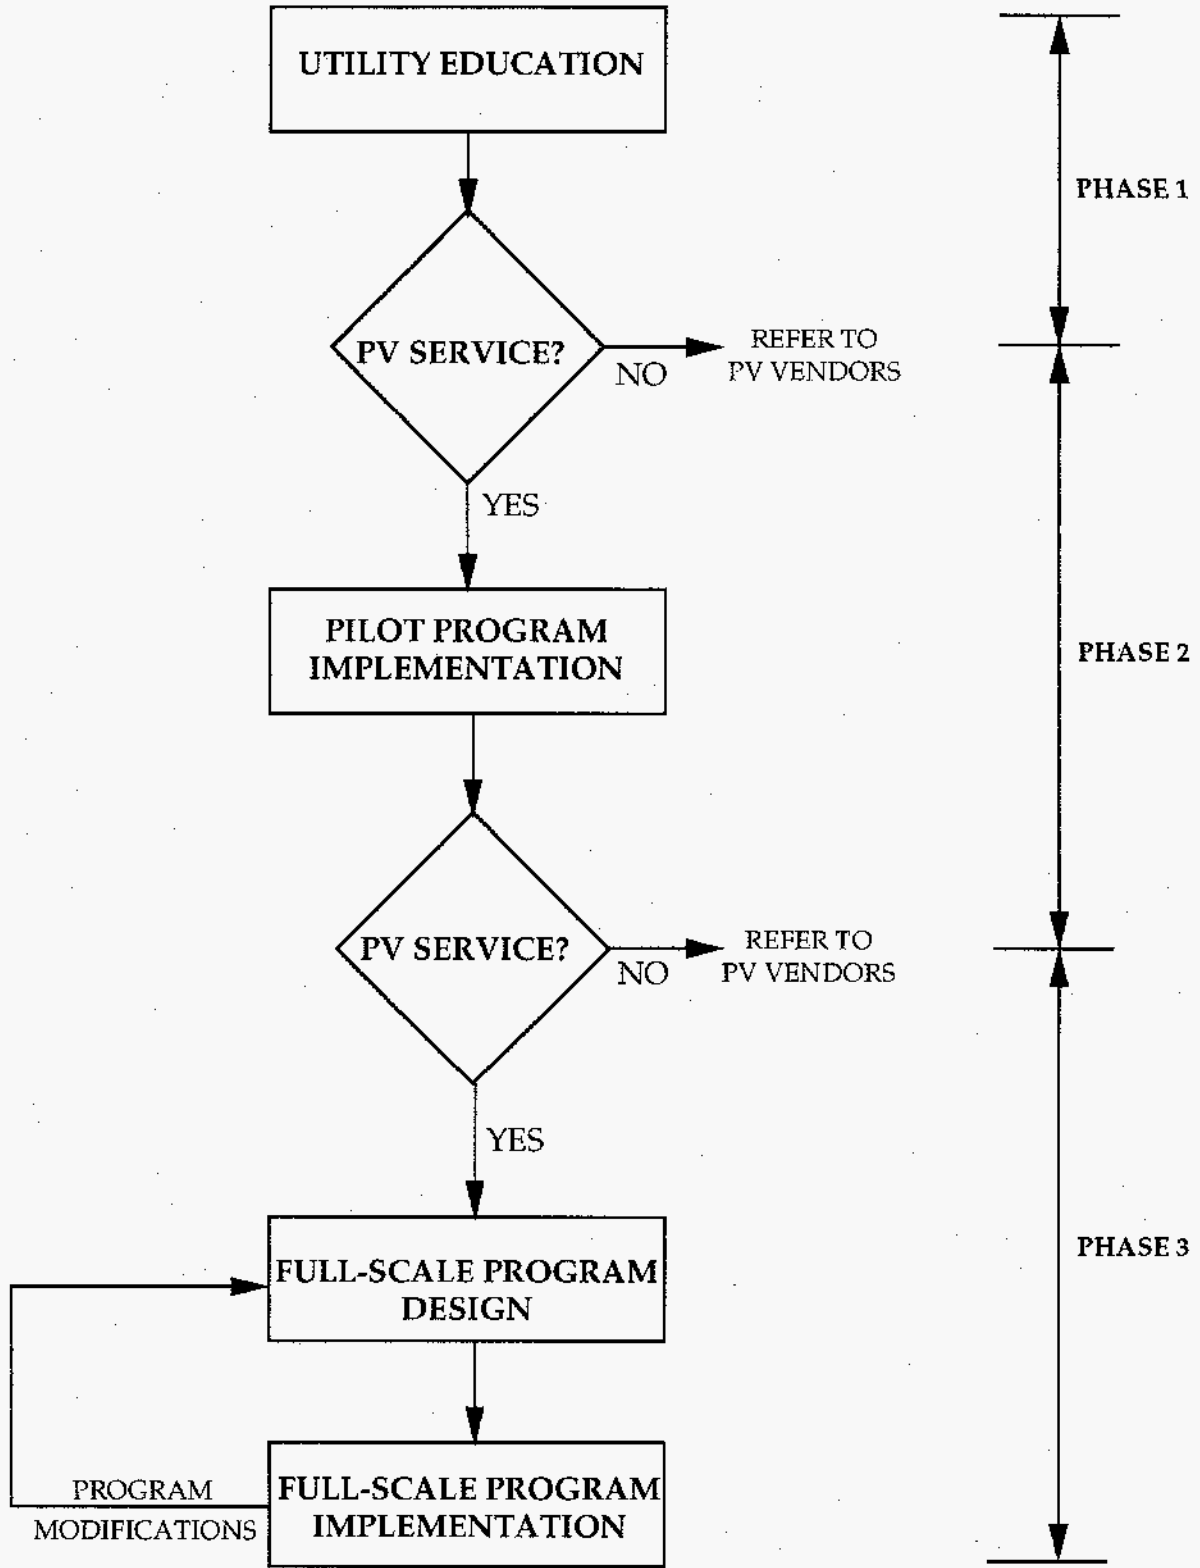 UTILITY EDUCATION
PHASE 1
PV SERVICE?
NO
REFER TO
PV VENDORS
YES
PILOT PROGRAM
IMPLEMENTATION
PHASE 2
PV SERVICE?
NO
REFER TO
PV VENDORS
YES
FULL-SCALE PROGRAM
DESIGN
PHASE 3
FULL-SCALE PROGRAM
IMPLEMENTATION
PROGRAM
MODIFICATIONS